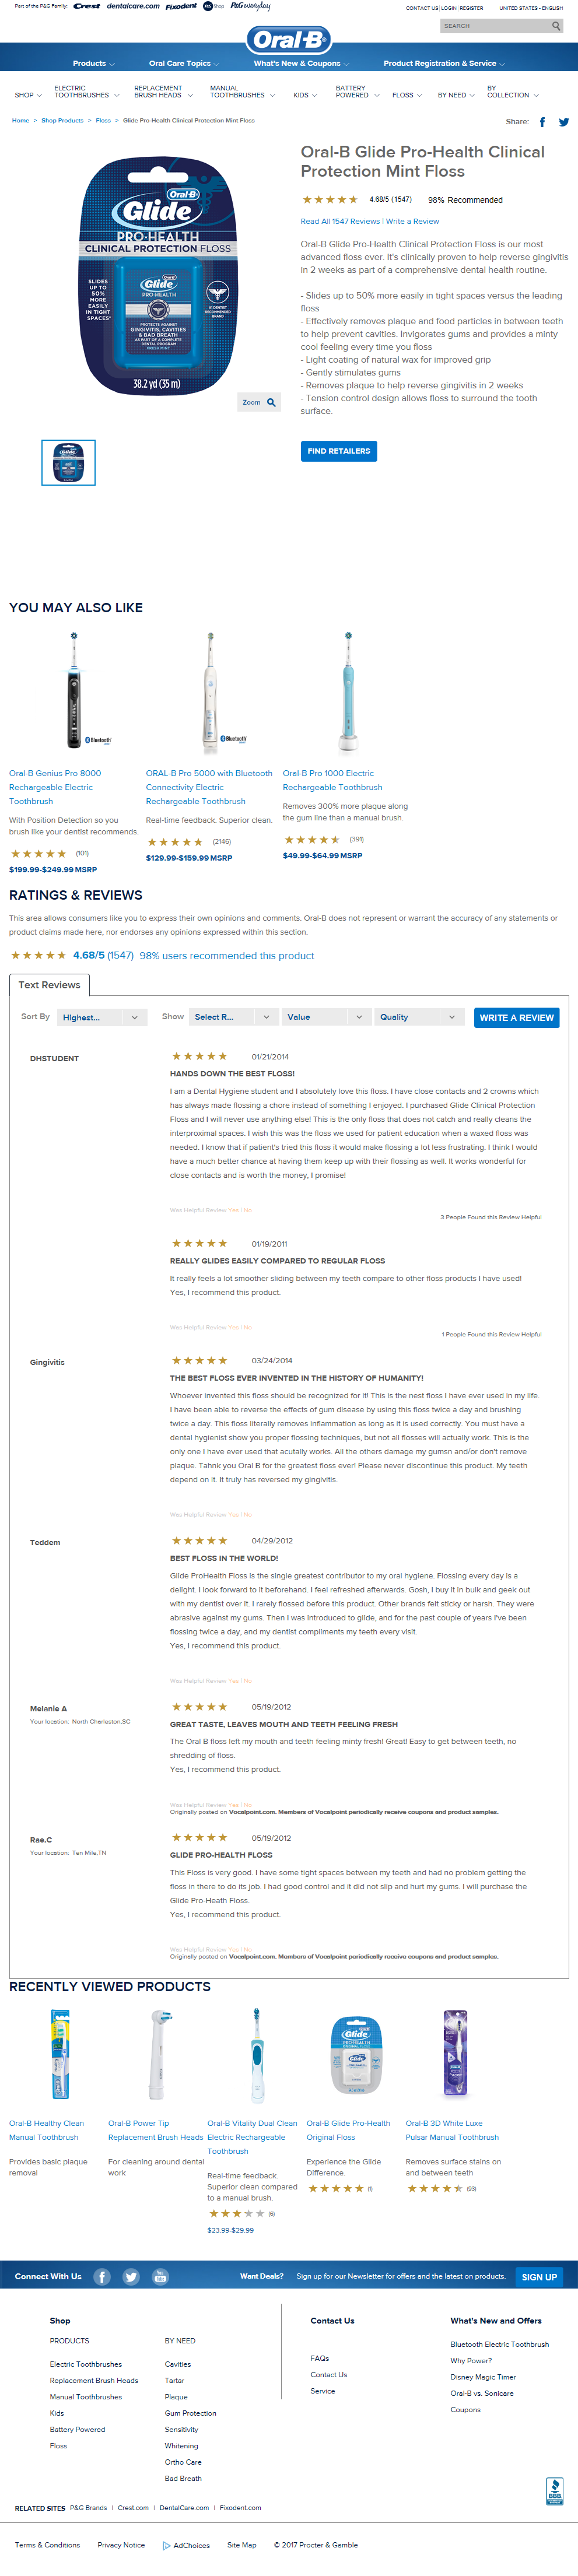 Part of the P&G Family: Crest dentalcare.com Fixodent P&G Shop P&G everyday
CONTACT US | LOGIN | REGISTER UNITED STATES - ENGLISH
SEARCH
Oral-B
Products Oral Care Topics What's New & Coupons Product Registration & Service
SHOP ELECTRIC TOOTHBRUSHES REPLACEMENT BRUSH HEADS MANUAL TOOTHBRUSHES KIDS BATTERY POWERED FLOSS BY NEED BY COLLECTION
Home > Shop Products > Floss > Glide Pro-Health Clinical Protection Mint Floss
Share:
Oral-B
Glide
PRO-HEALTH
CLINICAL PROTECTION FLOSS
SLIDES
UP TO
50%
MORE
EASILY
IN TIGHT
SPACES*
Oral-B
Glide
PRO-HEALTH
PROTECTS AGAINST
GINGIVITIS, CAVITIES
& BAD BREATH
AS PART OF A COMPLETE
DENTAL PROGRAM
FRESH MINT
#1 DENTIST
RECOMMENDED
BRAND
38.2 yd (35 m)
Zoom
Oral-B Glide Pro-Health Clinical
Protection Mint Floss
4.68/5 (1547) 98% Recommended
Read All 1547 Reviews | Write a Review
Oral-B Glide Pro-Health Clinical Protection Floss is our most
advanced floss ever. It's clinically proven to help reverse gingivitis
in 2 weeks as part of a comprehensive dental health routine.
- Slides up to 50% more easily in tight spaces versus the leading
floss
- Effectively removes plaque and food particles in between teeth
to help prevent cavities. Invigorates gums and provides a minty
cool feeling every time you floss
- Light coating of natural wax for improved grip
- Gently stimulates gums
- Removes plaque to help reverse gingivitis in 2 weeks
- Tension control design allows floss to surround the tooth
surface.
FIND RETAILERS
YOU MAY ALSO LIKE
Bluetooth
Bluetooth
Oral-B Genius Pro 8000
Rechargeable Electric
Toothbrush
With Position Detection so you
brush like your dentist recommends.
(101)
$199.99-$249.99 MSRP
ORAL-B Pro 5000 with Bluetooth
Connectivity Electric
Rechargeable Toothbrush
Real-time feedback. Superior clean.
(2146)
$129.99-$159.99 MSRP
Oral-B Pro 1000 Electric
Rechargeable Toothbrush
Removes 300% more plaque along
the gum line than a manual brush.
(391)
$49.99-$64.99 MSRP
RATINGS & REVIEWS
This area allows consumers like you to express their own opinions and comments. Oral-B does not represent or warrant the accuracy of any statements or
product claims made here, nor endorses any opinions expressed within this section.
4.68/5 (1547) 98% users recommended this product
Text Reviews
Sort By Highest... Show Select R... Value Quality WRITE A REVIEW
DHSTUDENT
01/21/2014
HANDS DOWN THE BEST FLOSS!
I am a Dental Hygiene student and I absolutely love this floss. I have close contacts and 2 crowns which
has always made flossing a chore instead of something I enjoyed. I purchased Glide Clinical Protection
Floss and I will never use anything else! This is the only floss that does not catch and really cleans the
interproximal spaces. I wish this was the floss we used for patient education when a waxed floss was
needed. I know that if patient's tried this floss it would make flossing a lot less frustrating. I think I would
have a much better chance at having them keep up with their flossing as well. It works wonderful for
close contacts and is worth the money, I promise!
Was Helpful Review Yes | No
3 People Found this Review Helpful
01/19/2011
REALLY GLIDES EASILY COMPARED TO REGULAR FLOSS
It really feels a lot smoother sliding between my teeth compare to other floss products I have used!
Yes, I recommend this product.
Was Helpful Review Yes | No
1 People Found this Review Helpful
Gingivitis
03/24/2014
THE BEST FLOSS EVER INVENTED IN THE HISTORY OF HUMANITY!
Whoever invented this floss should be recognized for it! This is the nest floss I have ever used in my life.
I have been able to reverse the effects of gum disease by using this floss twice a day and brushing
twice a day. This floss literally removes inflammation as long as it is used correctly. You must have a
dental hygienist show you proper flossing techniques, but not all flosses will actually work. This is the
only one I have ever used that acutally works. All the others damage my gumsn and/or don't remove
plaque. Tahnk you Oral B for the greatest floss ever! Please never discontinue this product. My teeth
depend on it. It truly has reversed my gingivitis.
Was Helpful Review Yes | No
Teddem
04/29/2012
BEST FLOSS IN THE WORLD!
Glide ProHealth Floss is the single greatest contributor to my oral hygiene. Flossing every day is a
delight. I look forward to it beforehand. I feel refreshed afterwards. Gosh, I buy it in bulk and geek out
with my dentist over it. I rarely flossed before this product. Other brands felt sticky or harsh. They were
abrasive against my gums. Then I was introduced to glide, and for the past couple of years I've been
flossing twice a day, and my dentist compliments my teeth every visit.
Yes, I recommend this product.
Was Helpful Review Yes | No
Melanie A
Your location: North Charleston,SC
05/19/2012
GREAT TASTE, LEAVES MOUTH AND TEETH FEELING FRESH
The Oral B floss left my mouth and teeth feeling minty fresh! Great! Easy to get between teeth, no
shredding of floss.
Yes, I recommend this product.
Was Helpful Review Yes | No
Originally posted on Vocalpoint.com. Members of Vocalpoint periodically receive coupons and product samples.
Rae.C
Your location: Ten Mile,TN
05/19/2012
GLIDE PRO-HEALTH FLOSS
This Floss is very good. I have some tight spaces between my teeth and had no problem getting the
floss in there to do its job. I had good control and it did not slip and hurt my gums. I will purchase the
Glide Pro-Heath Floss.
Yes, I recommend this product.
Was Helpful Review Yes | No
Originally posted on Vocalpoint.com. Members of Vocalpoint periodically receive coupons and product samples.
RECENTLY VIEWED PRODUCTS
Glide
PRO-HEALTH
Oral-B Healthy Clean
Manual Toothbrush
Provides basic plaque
removal
Oral-B Power Tip
Replacement Brush Heads
For cleaning around dental
work
Oral-B Vitality Dual Clean
Electric Rechargeable
Toothbrush
Real-time feedback.
Superior clean compared
to a manual brush.
(6)
$23.99-$29.99
Oral-B Glide Pro-Health
Original Floss
Experience the Glide
Difference.
(1)
Oral-B 3D White Luxe
Pulsar Manual Toothbrush
Removes surface stains on
and between teeth
(93)
Connect With Us Want Deals? Sign up for our Newsletter for offers and the latest on products. SIGN UP
Shop
PRODUCTS
Electric Toothbrushes
Replacement Brush Heads
Manual Toothbrushes
Kids
Battery Powered
Floss
BY NEED
Cavities
Tartar
Plaque
Gum Protection
Sensitivity
Whitening
Ortho Care
Bad Breath
Contact Us
FAQs
Contact Us
Service
What's New and Offers
Bluetooth Electric Toothbrush
Why Power?
Disney Magic Timer
Oral-B vs. Sonicare
Coupons
BBB
RELATED SITES P&G Brands | Crest.com | DentalCare.com | Fixodent.com
Terms & Conditions Privacy Notice AdChoices Site Map © 2017 Procter & Gamble